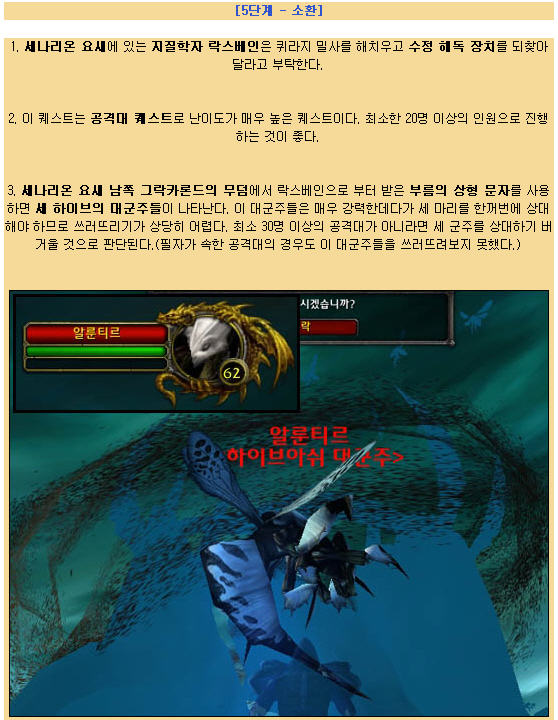 [5단계 - 소환]
1. 세나리온 요새에 있는 지질학자 락스베인은 퀴라지 밀사를 해치우고 수정 해독 장치를 되찾아
달라고 부탁한다.
2. 이 퀘스트는 공격대 퀘스트로 난이도가 매우 높은 퀘스트이다. 최소한 20명 이상의 인원으로 진행
하는 것이 좋다.
3. 세나리온 요새 남쪽 그락카론드의 무덤에서 락스베인으로 부터 받은 부름의 상형 문자를 사용
하면 세 하이브의 대군주들이 나타난다. 이 대군주들은 매우 강력한데다가 세 마리를 한꺼번에 상대
해야 하므로 쓰러뜨리기가 상당히 어렵다. 최소 30명 이상의 공격대가 아니라면 세 군주를 상대하기 버
거울 것으로 판단된다.(필자가 속한 공격대의 경우도 이 대군주들을 쓰러뜨려보지 못했다.)
시겠습니까?
알룬티르
락
62
알룬티르
하이브아쉬 대군주>